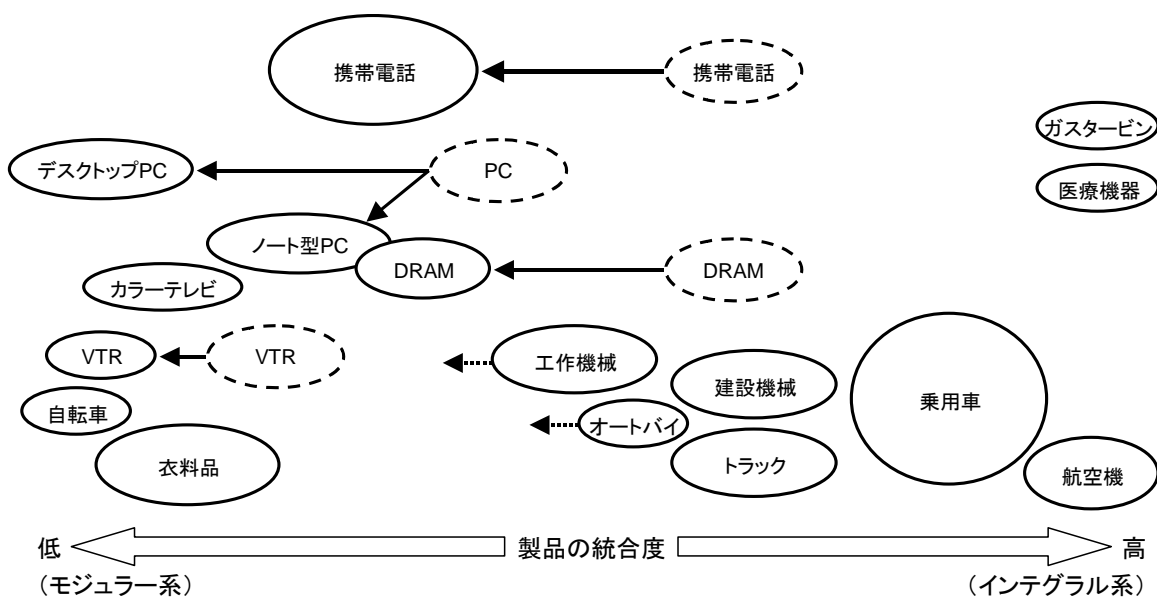 携帯電話
携帯電話
ガスタービン
デスクトップPC
PC
医療機器
ノート型PC
DRAM
DRAM
カラーテレビ
VTR
VTR
工作機械
建設機械
乗用車
自転車
オートバイ
衣料品
トラック
航空機
低
製品の統合度
高
（モジュラー系）
（インテグラル系）